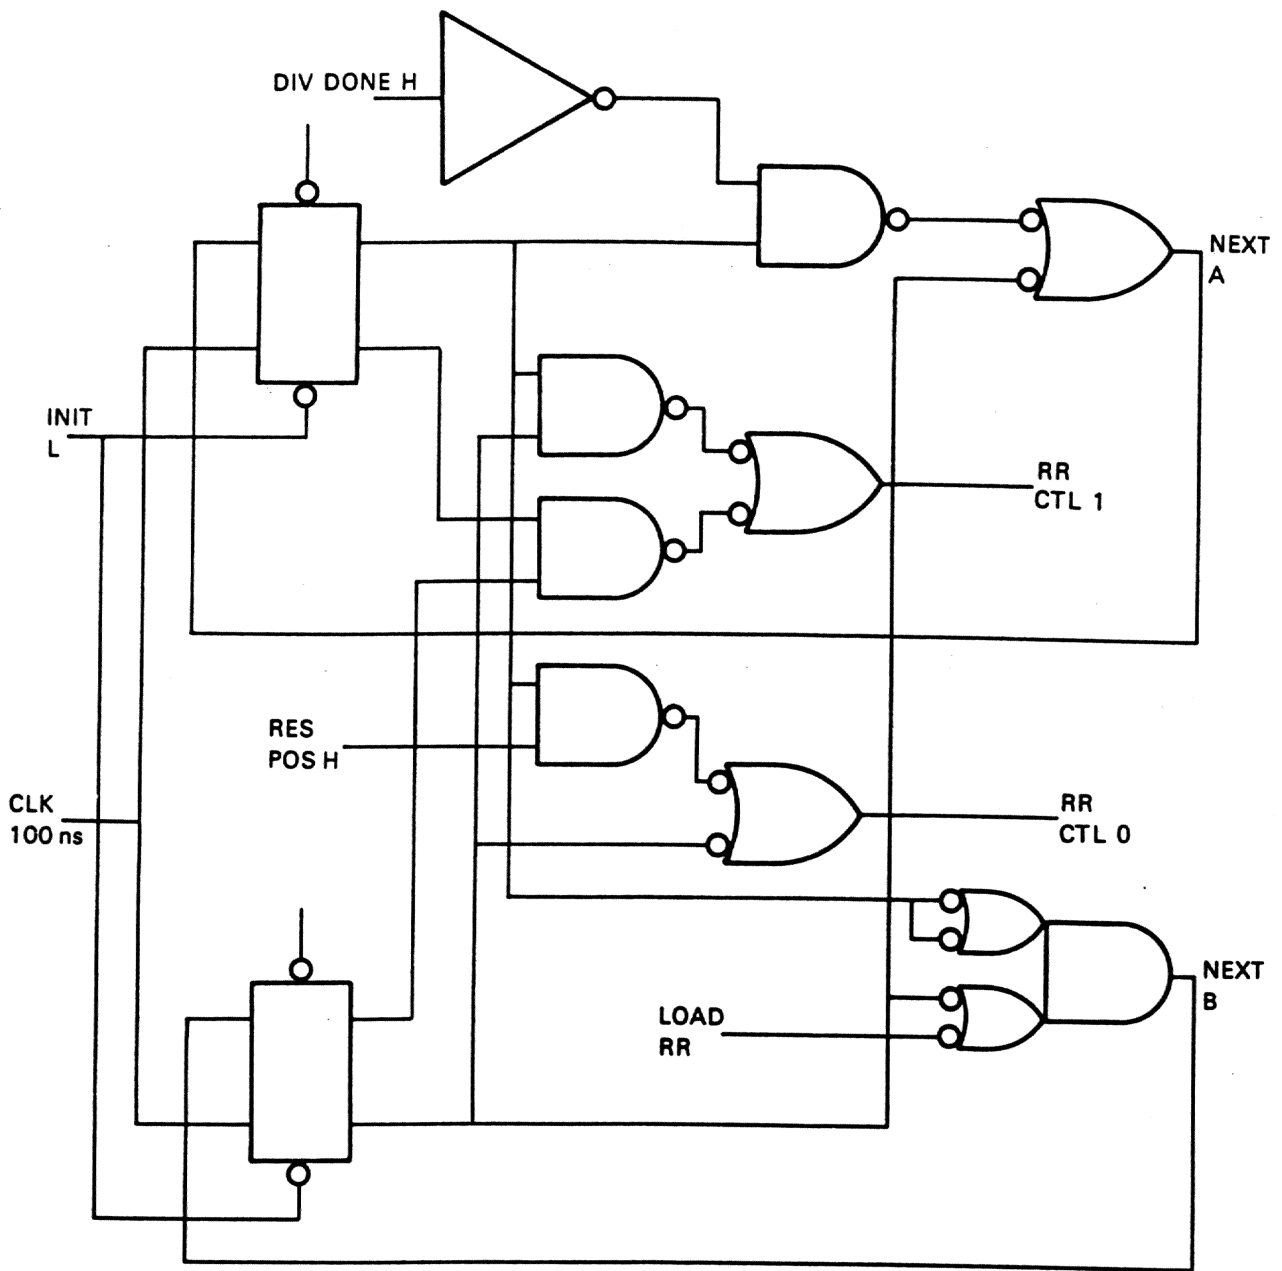 DIV DONE H
NEXT
A
INIT
L
RR
CTL 1
RES
POS H
CLK
100 ns
RR
CTL 0
LOAD
RR
NEXT
B